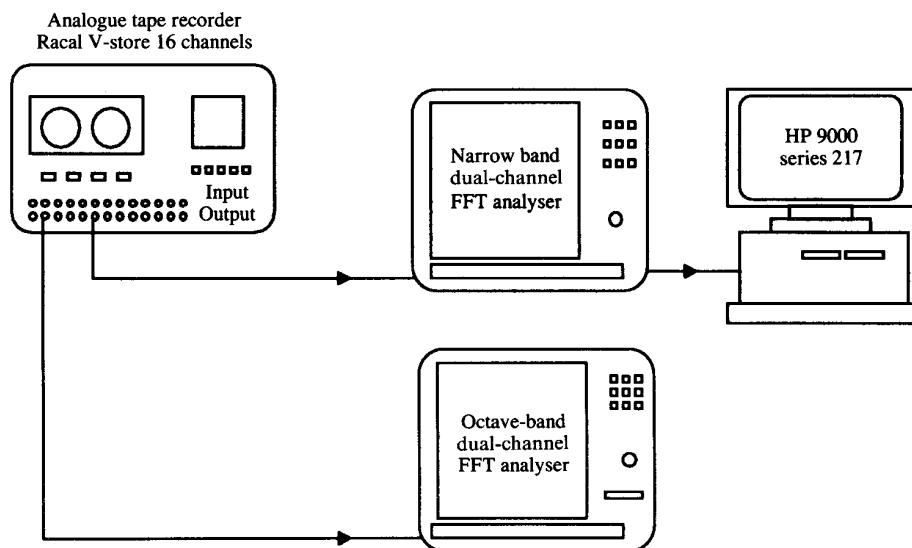 Analogue tape recorder
Racal V-store 16 channels
Input
Output
Narrow band
dual-channel
FFT analyser
HP 9000
series 217
Octave-band
dual-channel
FFT analyser